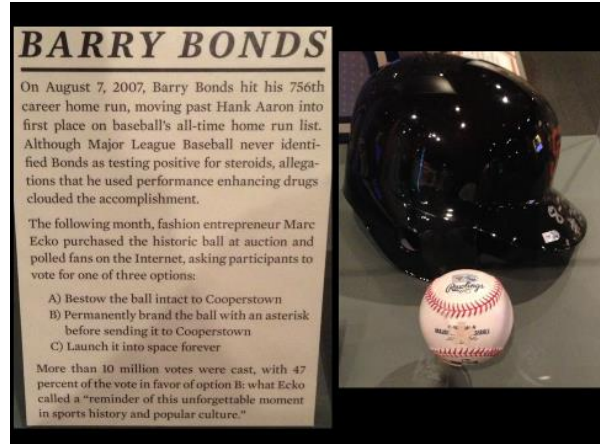 BARRY BONDS
On August 7, 2007, Barry Bonds hit his 756th
career home run, moving past Hank Aaron into
first place on baseball's all-time home run list.
Although Major League Baseball never identi-
fied Bonds as testing positive for steroids, allega-
tions that he used performance enhancing drugs
clouded the accomplishment.
The following month, fashion entrepreneur Marc
Ecko purchased the historic ball at auction and
polled fans on the Internet, asking participants to
vote for one of three options:
A) Bestow the ball intact to Cooperstown
B) Permanently brand the ball with an asterisk
before sending it to Cooperstown
C) Launch it into space forever
More than 10 million votes were cast, with 47
percent of the vote in favor of option B: what Ecko
called a “reminder of this unforgettable moment
in sports history and popular culture.”
Rawlings